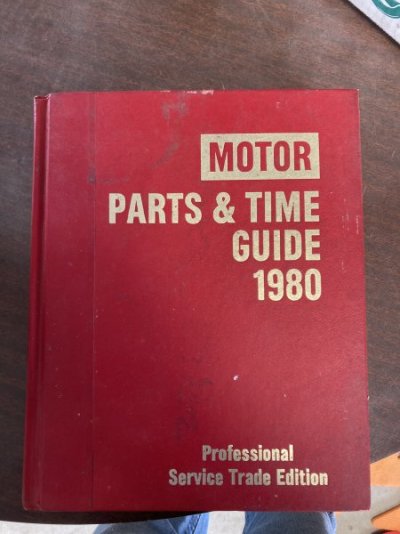 MOTOR
PARTS & TIME
GUIDE
1980
Professional
Service Trade Edition